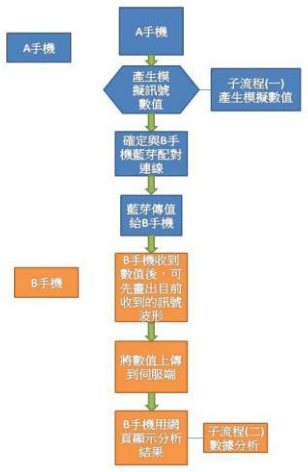 A手機
A手機
產生模
擬訊號
數值
子流程(一)
產生模擬數值
確定與B手
機藍芽配對
連線
藍芽傳值
給B手機
B手機收到
數值後，可
先畫出目前
收到的訊號
波形
B手機
將數值上傳
到伺服端
B手機用網
頁顯示分析
結果
子流程(二)
數據分析